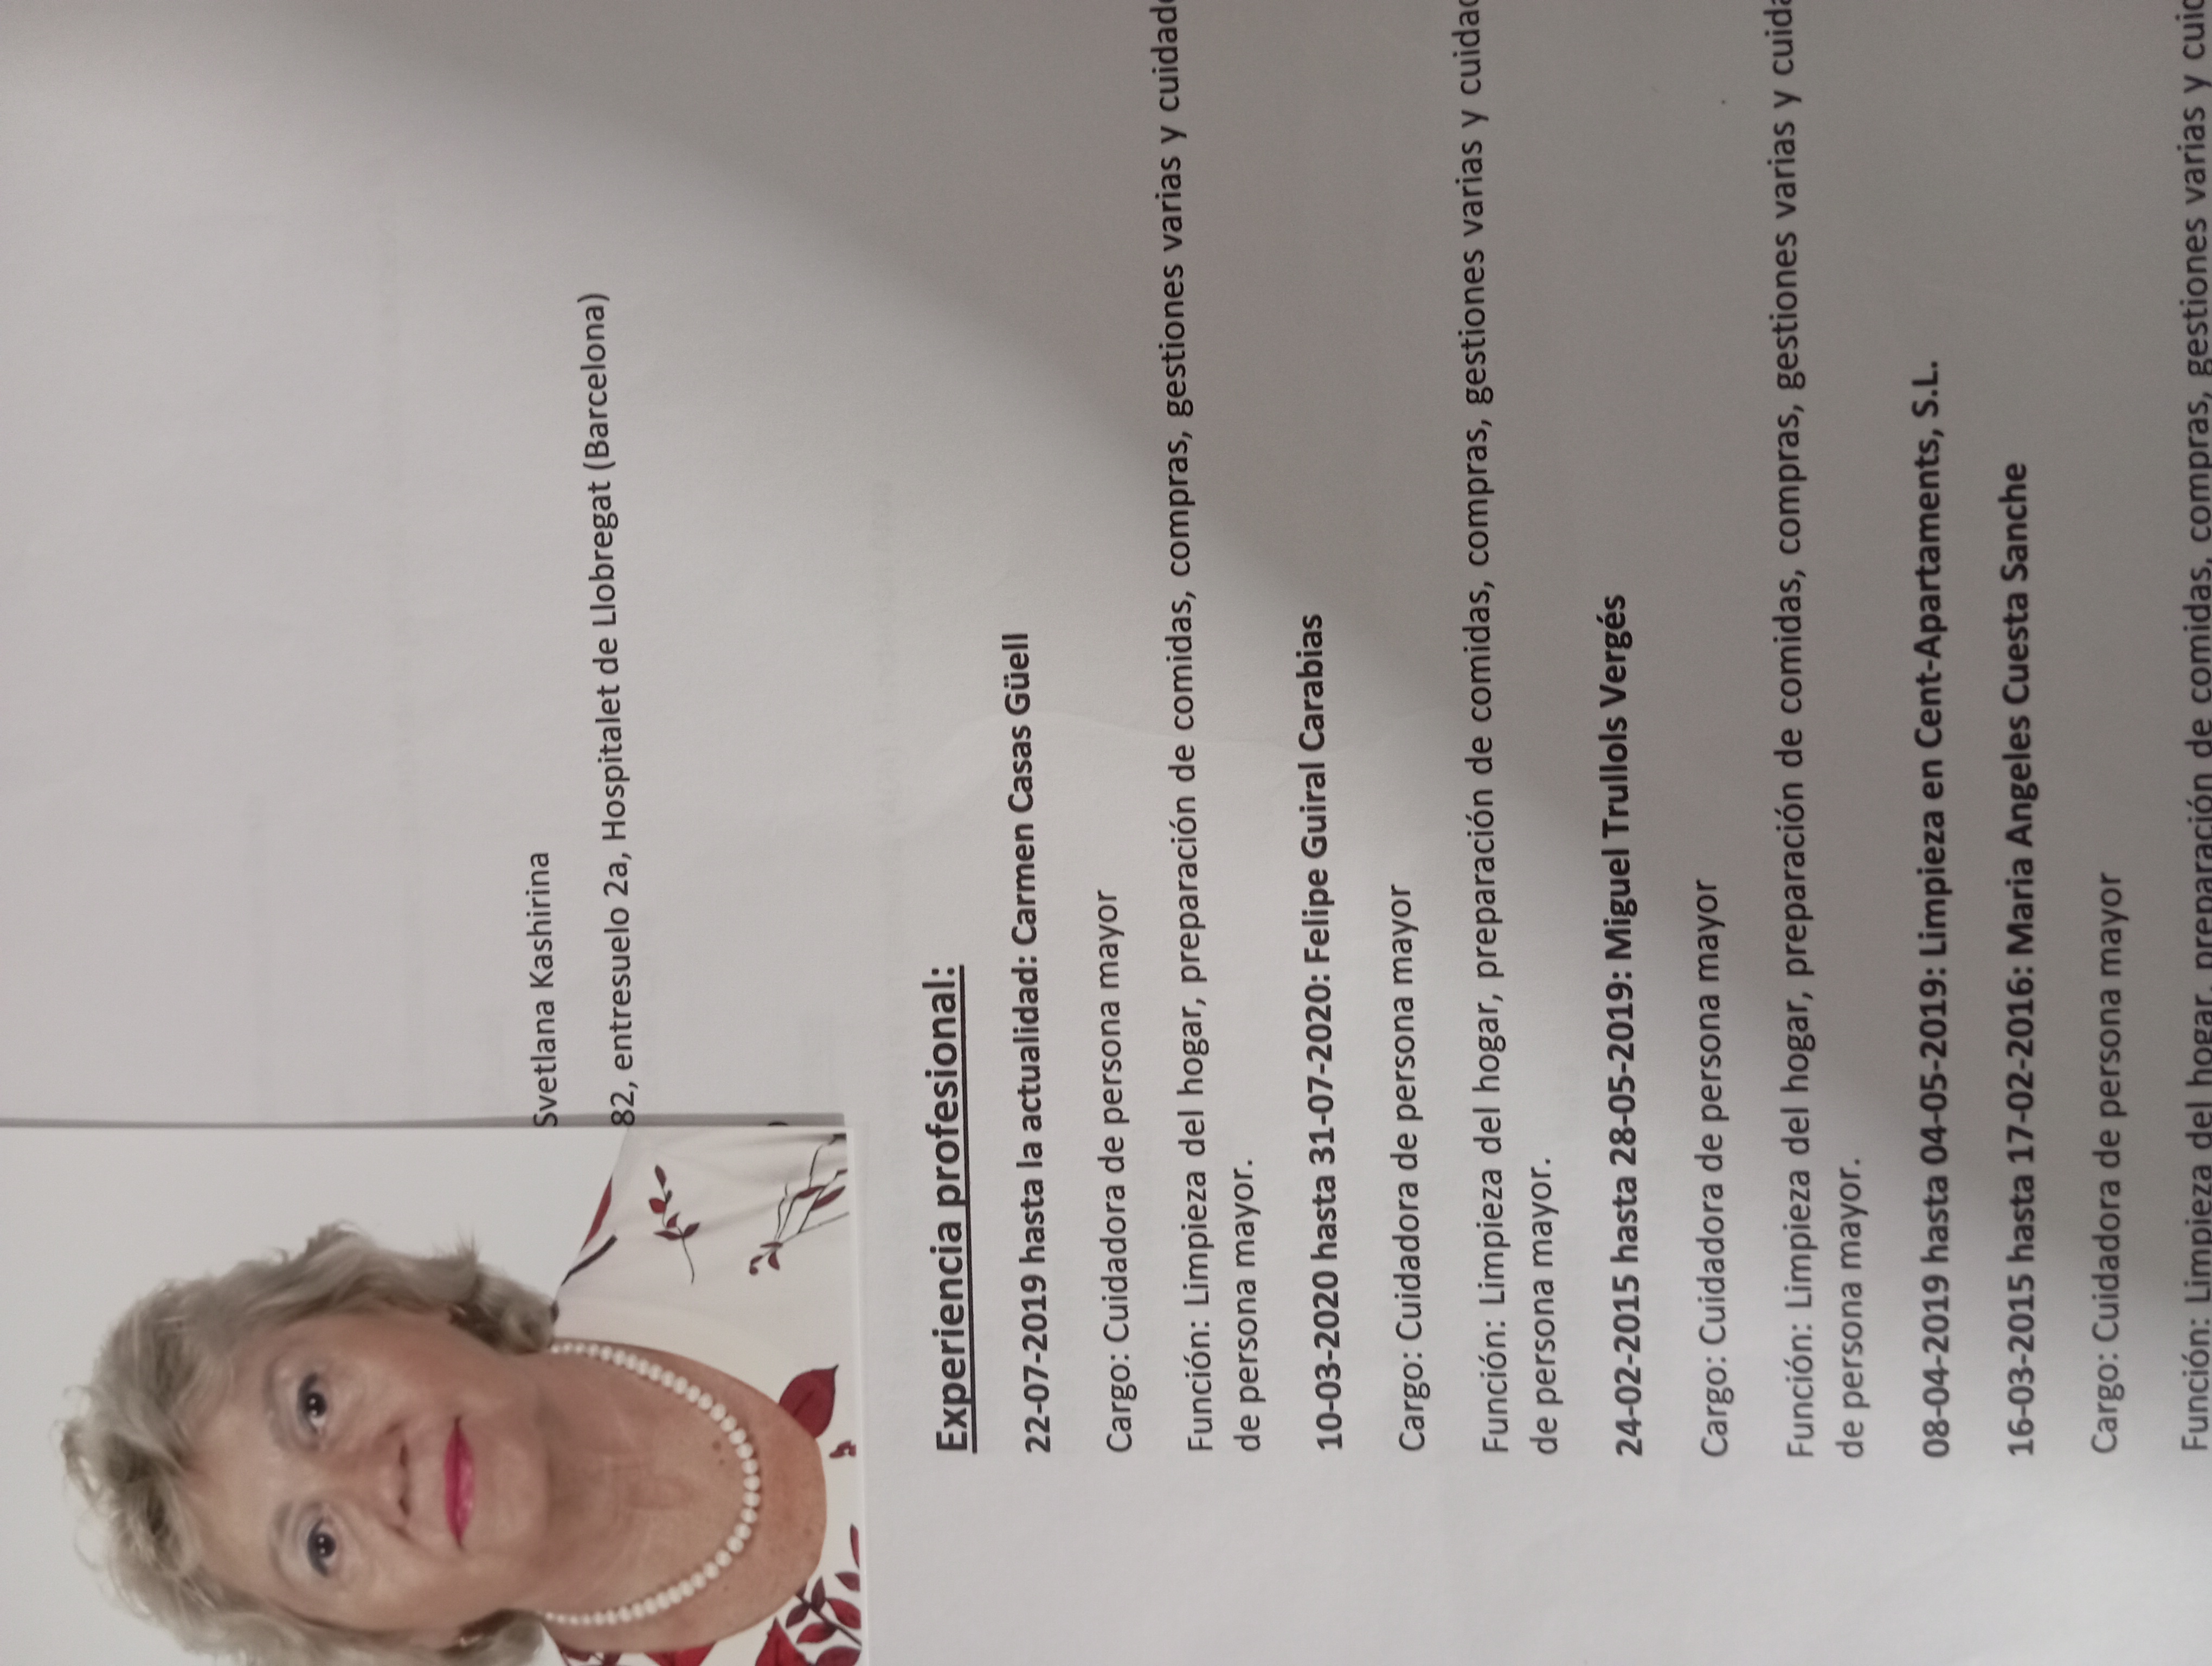 Svetlana Kashirina
82, entresuelo 2a, Hospitalet de Llobregat (Barcelona)
Experiencia profesional:
22-07-2019 hasta la actualidad: Carmen Casas Güell
Cargo: Cuidadora de persona mayor
Función: Limpieza del hogar, preparación de comidas, compras, gestiones varias y cuidado
de persona mayor.
10-03-2020 hasta 31-07-2020: Felipe Guiral Carabias
Cargo: Cuidadora de persona mayor
Función: Limpieza del hogar, preparación de comidas, compras, gestiones varias y cuidad
de persona mayor.
24-02-2015 hasta 28-05-2019: Miguel Trullols Vergés
Cargo: Cuidadora de persona mayor
Función: Limpieza del hogar, preparación de comidas, compras, gestiones varias y cuida
de persona mayor.
08-04-2019 hasta 04-05-2019: Limpieza en Cent-Apartaments, S.L.
16-03-2015 hasta 17-02-2016: Maria Angeles Cuesta Sanche
Cargo: Cuidadora de persona mayor
Función: Limpieza del hogar, preparación de comidas, compras, gestiones varias y cuid